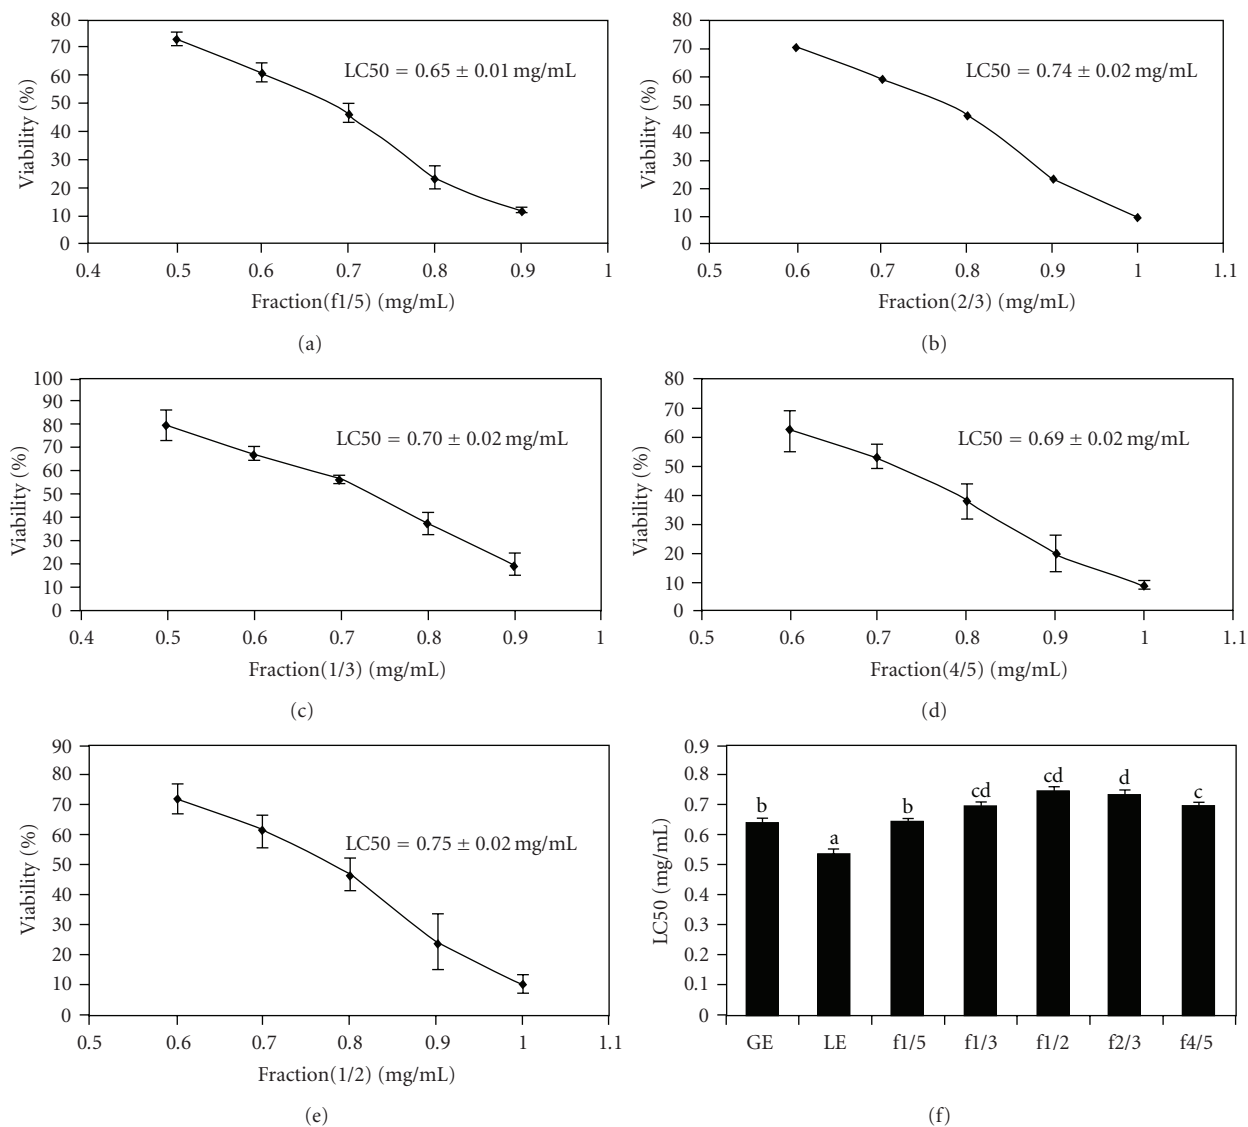 80
70
60
50
40
30
20
10
0
Viability (%)
LC50 = 0.65 ± 0.01 mg/mL
0.4 0.5 0.6 0.7 0.8 0.9 1
Fraction(f1/5) (mg/mL)
(a)
80
70
60
50
40
30
20
10
0
Viability (%)
LC50 = 0.74 ± 0.02 mg/mL
0.5 0.6 0.7 0.8 0.9 1 1.1
Fraction(2/3) (mg/mL)
(b)
100
90
80
70
60
50
40
30
20
10
0
Viability (%)
LC50 = 0.70 ± 0.02 mg/mL
0.4 0.5 0.6 0.7 0.8 0.9 1
Fraction(1/3) (mg/mL)
(c)
80
70
60
50
40
30
20
10
0
Viability (%)
LC50 = 0.69 ± 0.02 mg/mL
0.5 0.6 0.7 0.8 0.9 1 1.1
Fraction(4/5) (mg/mL)
(d)
90
80
70
60
50
40
30
20
10
0
Viability (%)
LC50 = 0.75 ± 0.02 mg/mL
0.5 0.6 0.7 0.8 0.9 1 1.1
Fraction(1/2) (mg/mL)
(e)
0.9
0.8
0.7
0.6
0.5
0.4
0.3
0.2
0.1
0
LC50 (mg/mL)
b a b cd cd d c
GE LE f1/5 f1/3 f1/2 f2/3 f4/5
(f)